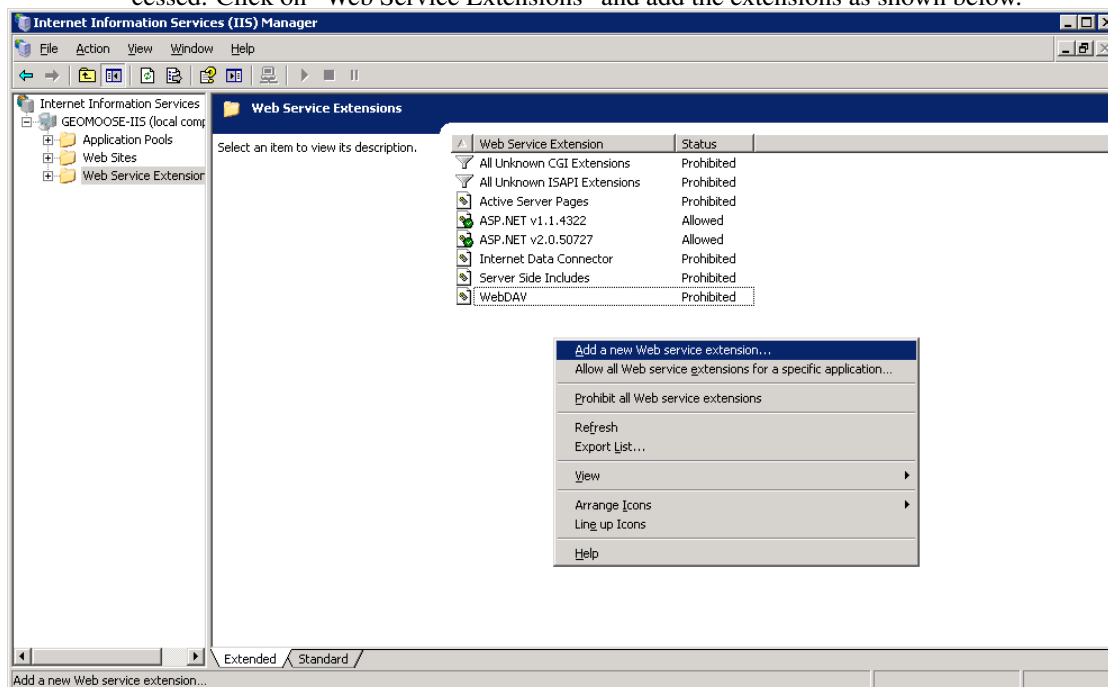 cessed. Click on "Web Service Extensions" and add the extensions as shown below.
Internet Information Services (IIS) Manager
File Action View Window Help
Internet Information Services
GEOMOOSE-IIS (local comp
Application Pools
Web Sites
Web Service Extension
Web Service Extensions
Select an item to view its description.
Web Service Extension Status
All Unknown CGI Extensions Prohibited
All Unknown ISAPI Extensions Prohibited
Active Server Pages Prohibited
ASP.NET v1.1.4322 Allowed
ASP.NET v2.0.50727 Allowed
Internet Data Connector Prohibited
Server Side Includes Prohibited
WebDAV Prohibited
Add a new Web service extension...
Allow all Web service extensions for a specific application...
Prohibit all Web service extensions
Refresh
Export List...
View
Arrange Icons
Line up Icons
Help
Extended Standard
Add a new Web service extension...